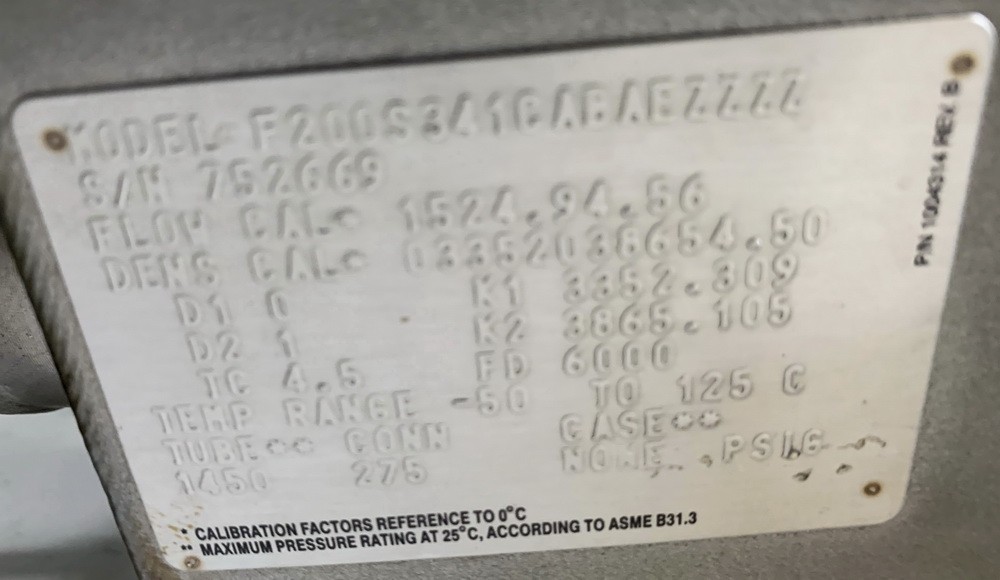 MODEL F200S341CABAEZZZZ
S/N 752669
FLOW CAL* 1524.94.56
DENS CAL* 03352038654.50
D1 0 K1 3352.309
D2 1 K2 3865.105
TC 4.5 FD 6000
TEMP RANGE -50 TO 125 C
TUBE** CONN CASE**
1450 275 NONE PSIG
* CALIBRATION FACTORS REFERENCE TO 0°C
** MAXIMUM PRESSURE RATING AT 25°C, ACCORDING TO ASME B31.3
P/N 1004314 REV. B